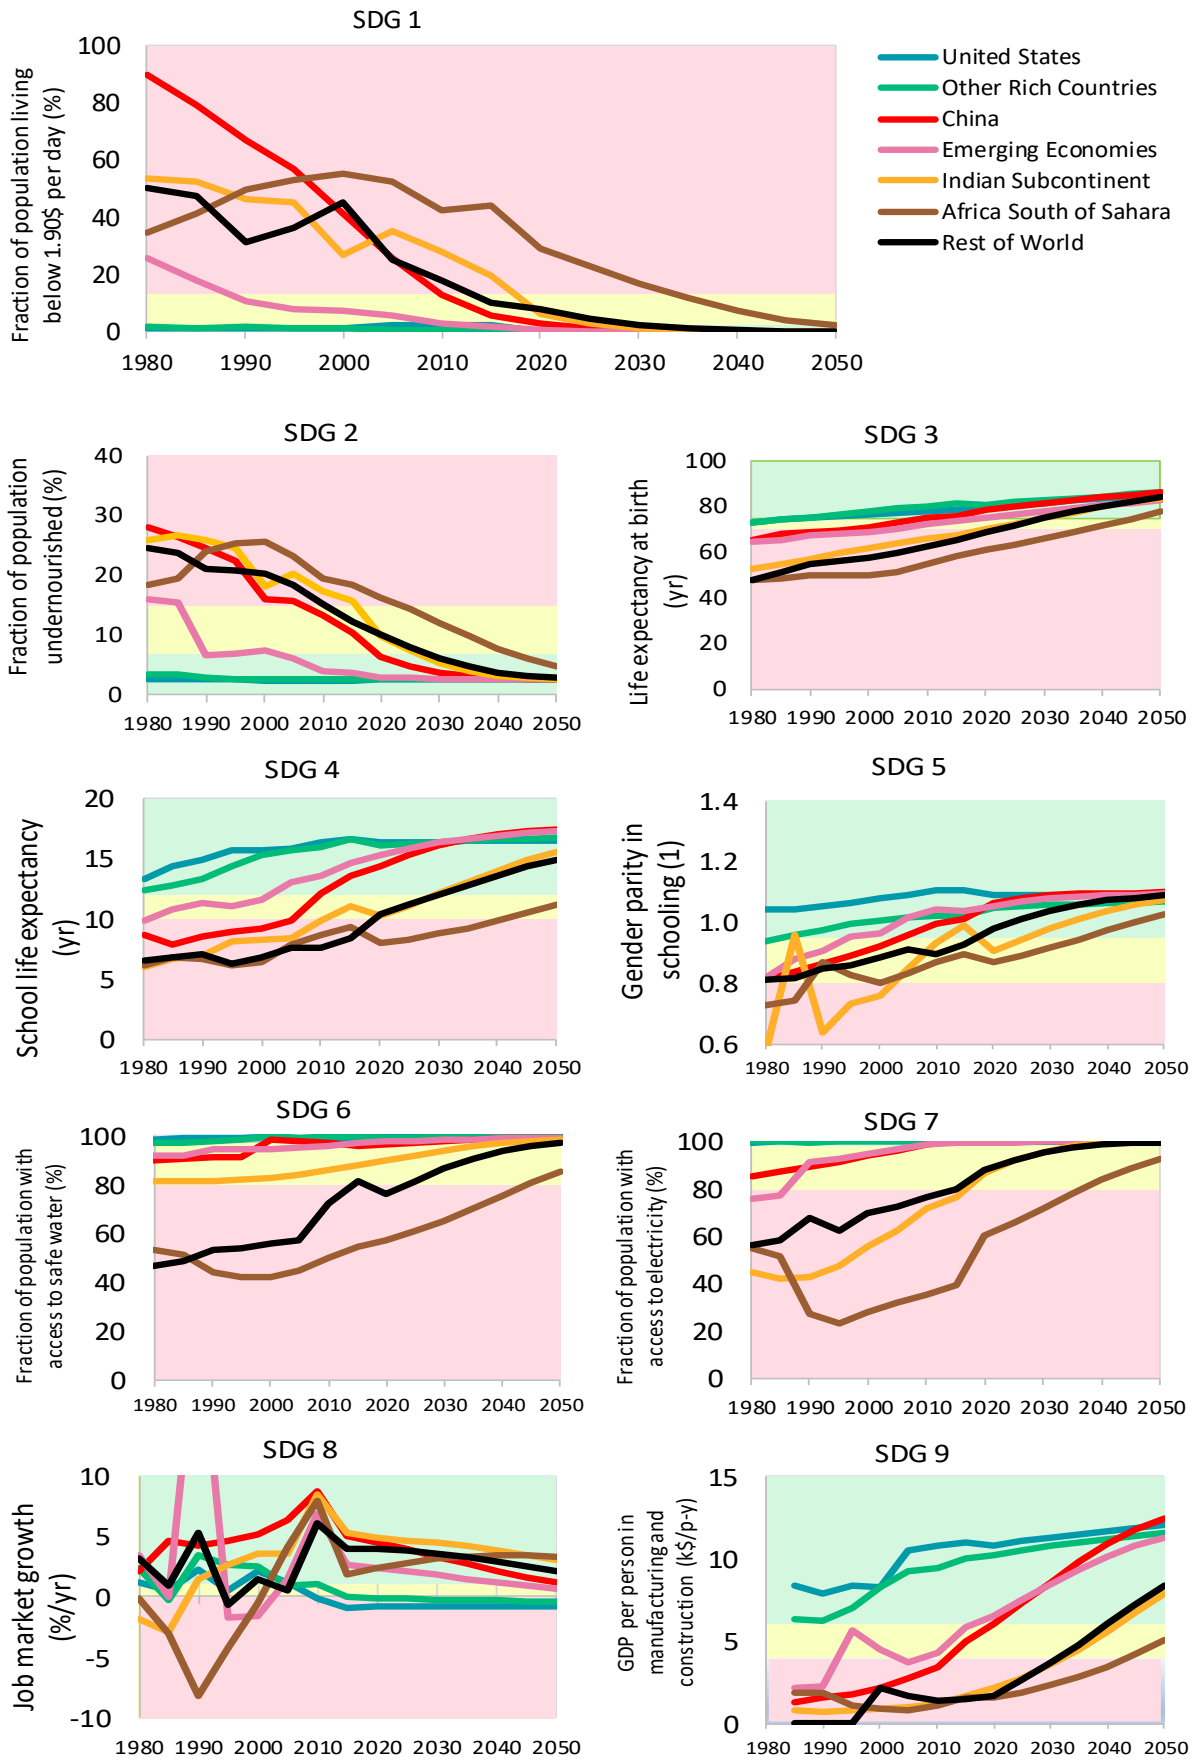 SDG 1
Fraction of population living
below 1.90$ per day (%)
100
80
60
40
20
0
1980 1990 2000 2010 2020 2030 2040 2050
United States
Other Rich Countries
China
Emerging Economies
Indian Subcontinent
Africa South of Sahara
Rest of World
SDG 2
Fraction of population
undernourished (%)
40
30
20
10
0
1980 1990 2000 2010 2020 2030 2040 2050
SDG 3
Life expectancy at birth
(yr)
100
80
60
40
20
0
1980 1990 2000 2010 2020 2030 2040 2050
SDG 4
School life expectancy
(yr)
20
15
10
5
0
1980 1990 2000 2010 2020 2030 2040 2050
SDG 5
Gender parity in
schooling (1)
1.4
1.2
1.0
0.8
0.6
1980 1990 2000 2010 2020 2030 2040 2050
SDG 6
Fraction of population with
access to safe water (%)
100
80
60
40
20
0
1980 1990 2000 2010 2020 2030 2040 2050
SDG 7
Fraction of population with
access to electricity (%)
100
80
60
40
20
0
1980 1990 2000 2010 2020 2030 2040 2050
SDG 8
Job market growth
(%/yr)
10
5
0
-5
-10
1980 1990 2000 2010 2020 2030 2040 2050
SDG 9
GDP per person in
manufacturing and
construction (k$/p-y)
15
10
5
0
1980 1990 2000 2010 2020 2030 2040 2050